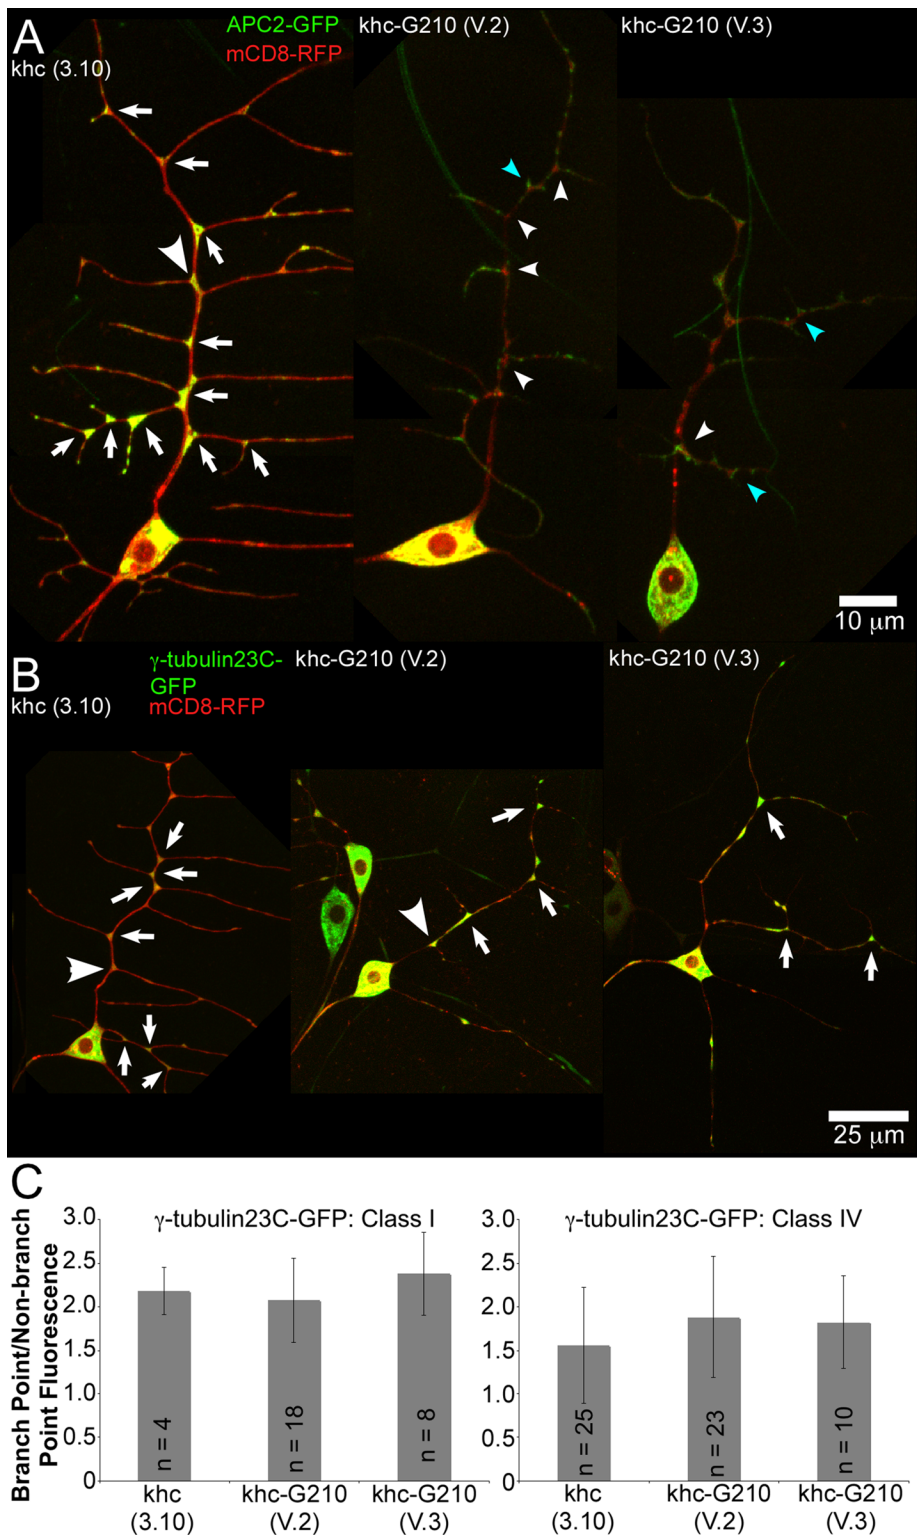 A
APC2-GFP
mCD8-RFP
khc (3.10)
khc-G210 (V.2)
khc-G210 (V.3)
10 μm
B
γ-tubulin23C-
GFP
mCD8-RFP
khc (3.10)
khc-G210 (V.2)
khc-G210 (V.3)
25 μm
C
Branch Point/Non-branch
Point Fluorescence
γ-tubulin23C-GFP: Class I
3.0
2.5
2.0
1.5
1.0
0.5
0
n = 4
n = 18
n = 8
khc
(3.10)
khc-G210
(V.2)
khc-G210
(V.3)
γ-tubulin23C-GFP: Class IV
3.0
2.5
2.0
1.5
1.0
0.5
0
n = 25
n = 23
n = 10
khc
(3.10)
khc-G210
(V.2)
khc-G210
(V.3)